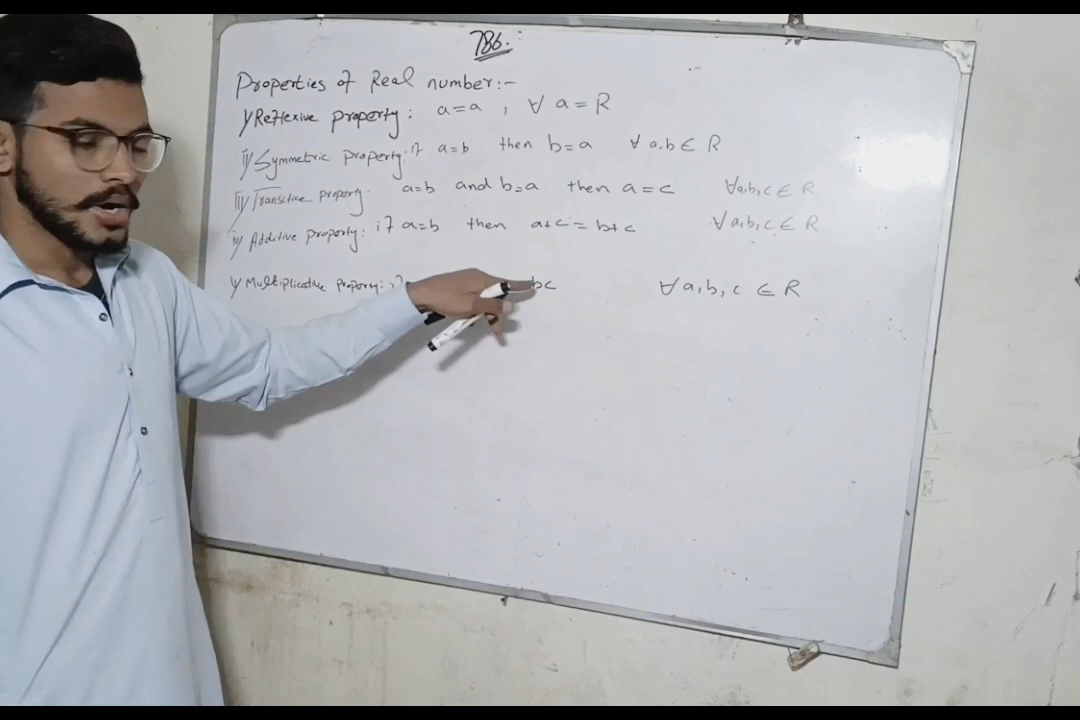 786.
Properties of Real number:-
i) Reflexive property: a=a , ∀ a = R
ii) Symmetric property: if a=b then b=a ∀ a,b ∈ R
iii) Transitive property: a=b and b=a then a=c ∀a,b,c ∈ R
iv) Additive property: if a=b then a+c = b+c ∀a,b,c ∈ R
v) Multiplicative property: if bc ∀ a,b,c ∈ R